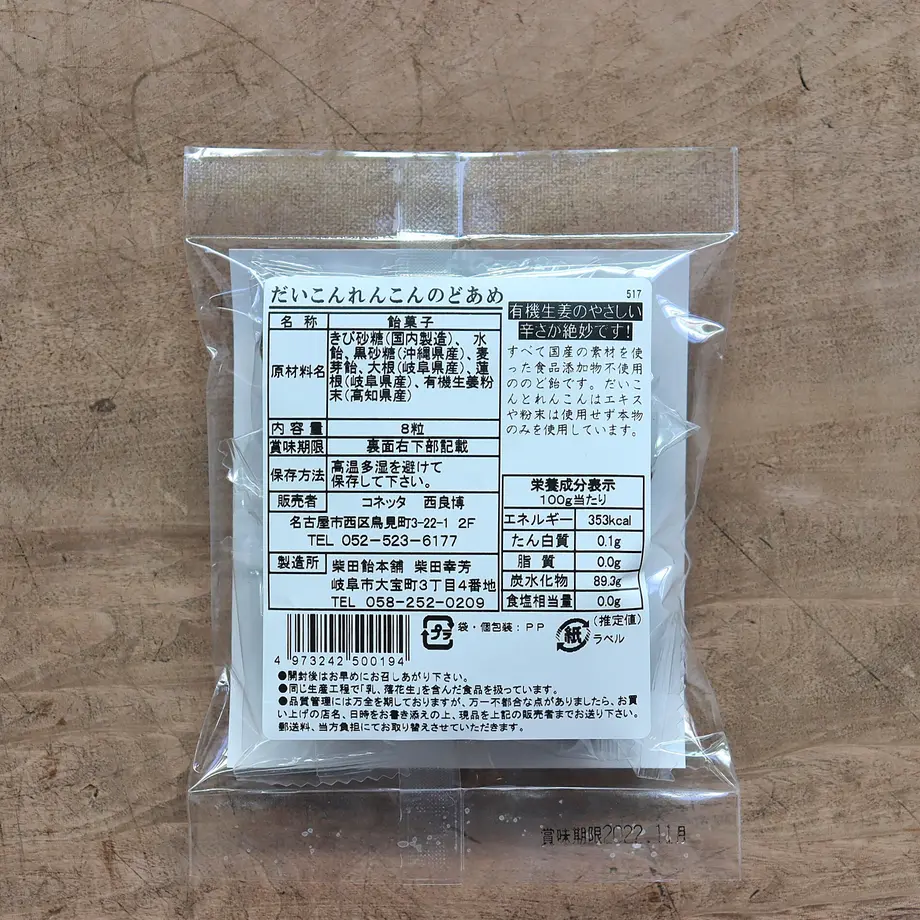 だいこんれんこんのどあめ
517
名称 飴菓子
原材料名
きび砂糖(国内製造)、水
飴、黒砂糖(沖縄県産)、麦
芽飴、大根(岐阜県産)、蓮
根(岐阜県産)、有機生姜粉
末(高知県産)
内容量 8粒
賞味期限 裏面右下部記載
保存方法
高温多湿を避けて
保存して下さい。
販売者 コネッタ 西良博
名古屋市西区鳥見町3-22-1 2F
TEL 052-523-6177
製造所 柴田飴本舗 柴田幸芳
岐阜市大宝町3丁目4番地
TEL 058-252-0209
有機生姜のやさしい
辛さが絶妙です!
すべて国産の素材を使
った食品添加物不使用
ののど飴です。だいこ
んとれんこんはエキス
や粉末は使用せず本物
のみを使用しています。
栄養成分表示
100g当たり
エネルギー 353kcal
たん白質 0.1g
脂質 0.0g
炭水化物 89.3g
食塩相当量 0.0g
(推定値)
プラ 袋・個包装:PP
紙 ラベル
4 973242 500194
●開封後はお早めにお召しあがり下さい。
●同じ生産工程で「乳、落花生」を含んだ食品を扱っています。
●品質管理には万全を期しておりますが、万一不都合な点がありましたら、お買
い上げの店名、日時をお書き添えの上、現品を上記の販売者までお送り下さい。
郵送料、当方負担にてお取り替えさせていただきます。
賞味期限2022.11月